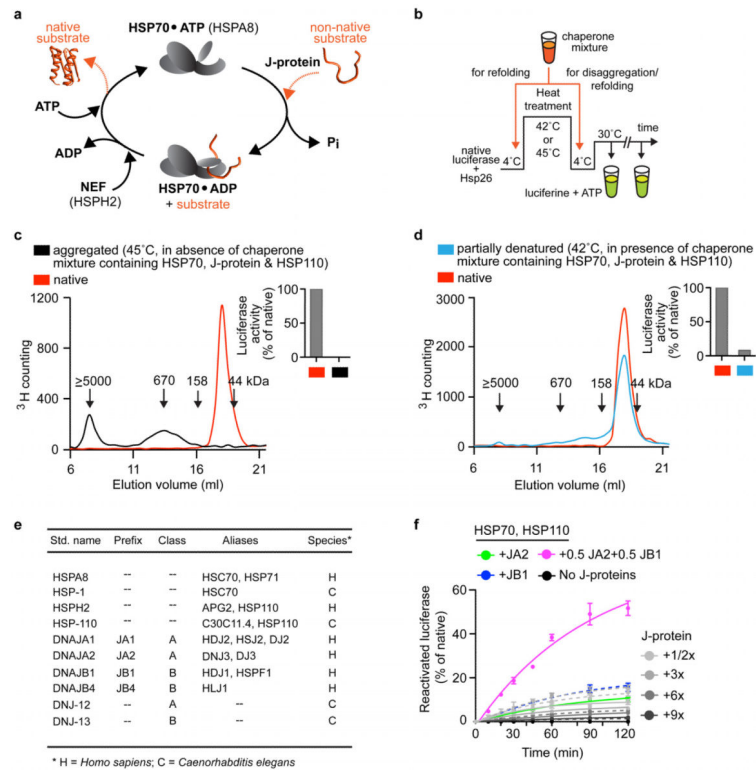 a
native
substrate
HSP70•ATP (HSPA8)
non-native
substrate
J-protein
ATP
ADP
NEF
(HSPH2)
HSP70•ADP
+ substrate
Pi
b
chaperone
mixture
for refolding
for disaggregation/
refolding
Heat
treatment
42˚C
or
45˚C
30˚C
time
native
luciferase
+
Hsp26
4˚C
4˚C
luciferine + ATP
c
aggregated (45˚C, in absence of chaperone
mixture containing HSP70, J-protein & HSP110)
native
1200
800
400
0
3H counting
≥5000
670
158
44 kDa
6
11
16
21
Elution volume (ml)
Luciferase
activity
(% of native)
100
50
0
d
partially denatured (42˚C, in presence of chaperone
mixture containing HSP70, J-protein & HSP110)
native
3000
2000
1000
0
3H counting
≥5000
670
158
44 kDa
6
11
16
21
Elution volume (ml)
Luciferase
activity
(% of native)
100
50
0
e
Std. name Prefix Class Aliases Species*
HSPA8 -- -- HSC70, HSP71 H
HSP-1 -- -- HSC70 C
HSPH2 -- -- APG2, HSP110 H
HSP-110 -- -- C30C11.4, HSP110 C
DNAJA1 JA1 A HDJ2, HSJ2, DJ2 H
DNAJA2 JA2 A DNJ3, DJ3 H
DNAJB1 JB1 B HDJ1, HSPF1 H
DNAJB4 JB4 B HLJ1 H
DNJ-12 -- A -- C
DNJ-13 -- B -- C
* H = Homo sapiens; C = Caenorhabditis elegans
f
HSP70, HSP110
+JA2
+0.5 JA2+0.5 JB1
+JB1
No J-proteins
60
40
20
0
Reactivated luciferase
(% of native)
0
30
60
90
120
Time (min)
J-protein
+1/2x
+3x
+6x
+9x